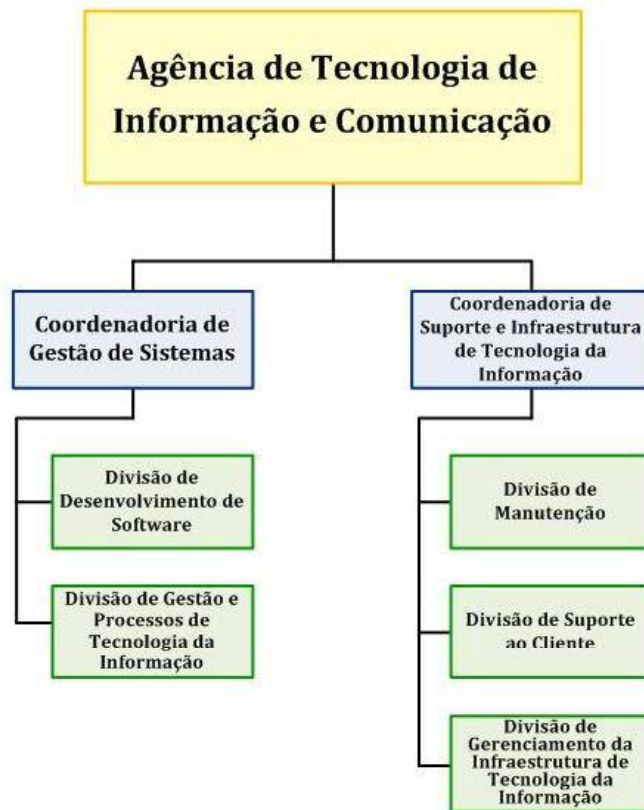 Agência de Tecnologia de
Informação e Comunicação
Coordenadoria de
Gestão de Sistemas
Divisão de
Desenvolvimento de
Software
Divisão de Gestão e
Processos de
Tecnologia da
Informação
Coordenadoria de
Suporte e Infraestrutura
de Tecnologia da
Informação
Divisão de
Manutenção
Divisão de Suporte
ao Cliente
Divisão de
Gerenciamento da
Infraestrutura de
Tecnologia da
Informação